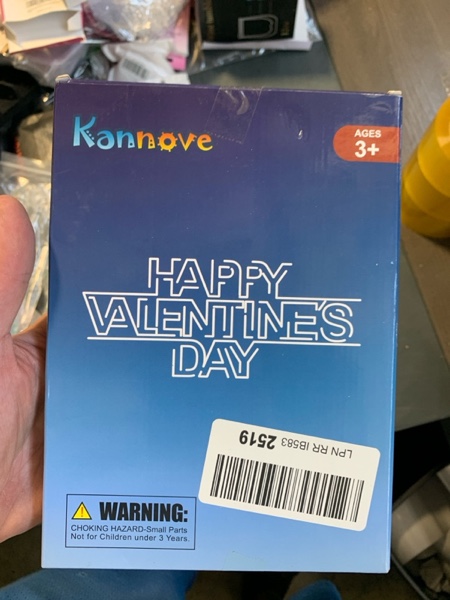 Kannove
AGES
3+
HAPPY
VALENTINES
DAY
LPN RR IB583 2519
WARNING:
CHOKING HAZARD-Small Parts
Not for Children under 3 Years.